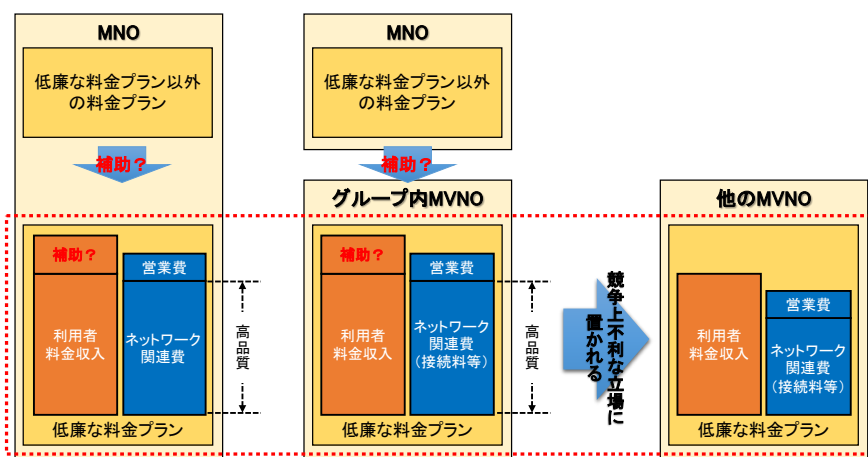 MNO
低廉な料金プラン以外
の料金プラン
補助？
補助？
営業費
利用者
料金収入
ネットワーク
関連費
高品質
低廉な料金プラン
MNO
低廉な料金プラン以外
の料金プラン
補助？
グループ内MVNO
補助？
営業費
利用者
料金収入
ネットワーク
関連費
（接続料等）
高品質
低廉な料金プラン
競争上不利な立場に
置かれる
他のMVNO
営業費
利用者
料金収入
ネットワーク
関連費
（接続料等）
低廉な料金プラン